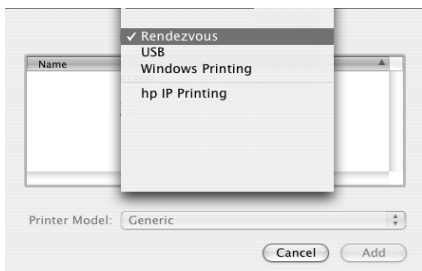 ✓ Rendezvous
USB
Windows Printing
Name
hp IP Printing
Printer Model: Generic
Cancel Add